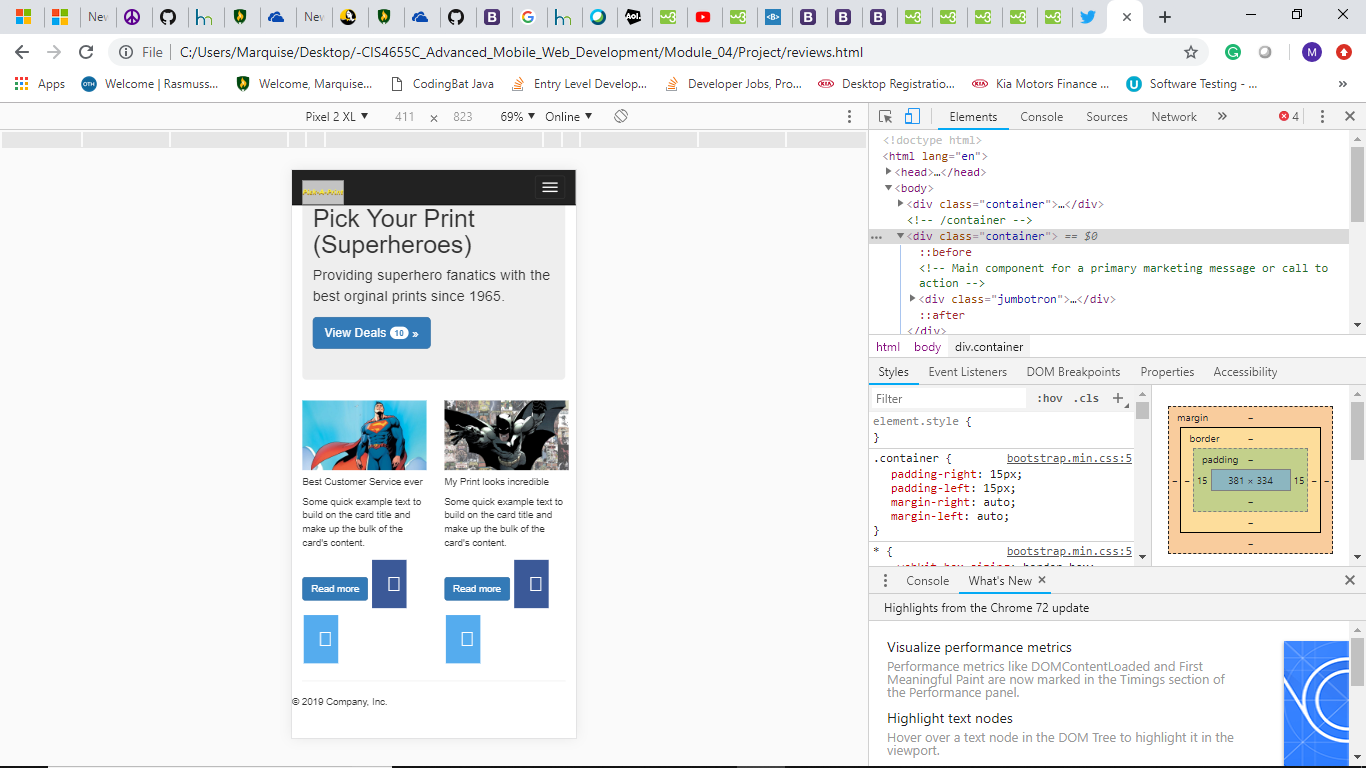 New
New
Aol.
File
C:/Users/Marquise/Desktop/-CIS4655C_Advanced_Mobile_Web_Development/Module_04/Project/reviews.html
M
Apps
OTH
Welcome | Rasmuss...
Welcome, Marquise...
CodingBat Java
Entry Level Develop...
Developer Jobs, Pro...
Desktop Registratio...
Kia Motors Finance ...
Software Testing - ...
»
Pixel 2 XL ▼ 411 × 823 69% ▼ Online ▼
Pick Your Print
(Superheroes)
Providing superhero fanatics with the
best orginal prints since 1965.
View Deals 10 »
Best Customer Service ever
Some quick example text to
build on the card title and
make up the bulk of the
card's content.
Read more
My Print looks incredible
Some quick example text to
build on the card title and
make up the bulk of the
card's content.
Read more
© 2019 Company, Inc.
Elements Console Sources Network » 4
<!doctype html>
<html lang="en">
<head>…</head>
<body>
<div class="container">…</div>
<!-- /container -->
<div class="container"> == $0
::before
<!-- Main component for a primary marketing message or call to
action -->
<div class="jumbotron">…</div>
::after
</div>
html body div.container
Styles Event Listeners DOM Breakpoints Properties Accessibility
Filter :hov .cls +
element.style {
}
.container { bootstrap.min.css:5
padding-right: 15px;
padding-left: 15px;
margin-right: auto;
margin-left: auto;
}
* { bootstrap.min.css:5
margin –
border –
padding –
– – 15 381 × 334 15 – –
–
–
–
Console What's New ×
Highlights from the Chrome 72 update
Visualize performance metrics
Performance metrics like DOMContentLoaded and First
Meaningful Paint are now marked in the Timings section of
the Performance panel.
Highlight text nodes
Hover over a text node in the DOM Tree to highlight it in the
viewport.